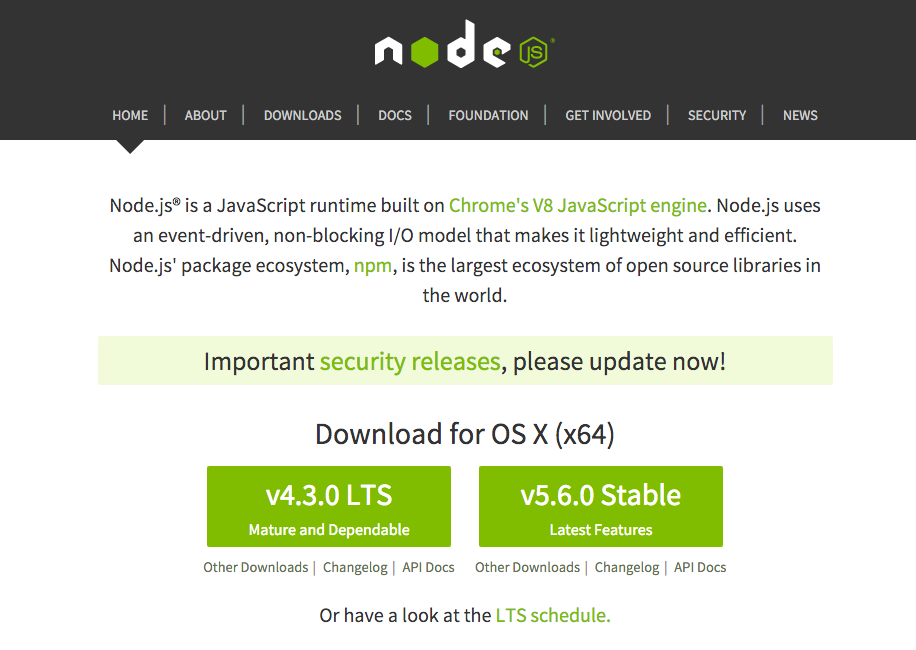 node JS®
HOME | ABOUT | DOWNLOADS | DOCS | FOUNDATION | GET INVOLVED | SECURITY | NEWS
Node.js® is a JavaScript runtime built on Chrome's V8 JavaScript engine. Node.js uses
an event-driven, non-blocking I/O model that makes it lightweight and efficient.
Node.js' package ecosystem, npm, is the largest ecosystem of open source libraries in
the world.
Important security releases, please update now!
Download for OS X (x64)
v4.3.0 LTS
Mature and Dependable
Other Downloads | Changelog | API Docs
v5.6.0 Stable
Latest Features
Other Downloads | Changelog | API Docs
Or have a look at the LTS schedule.